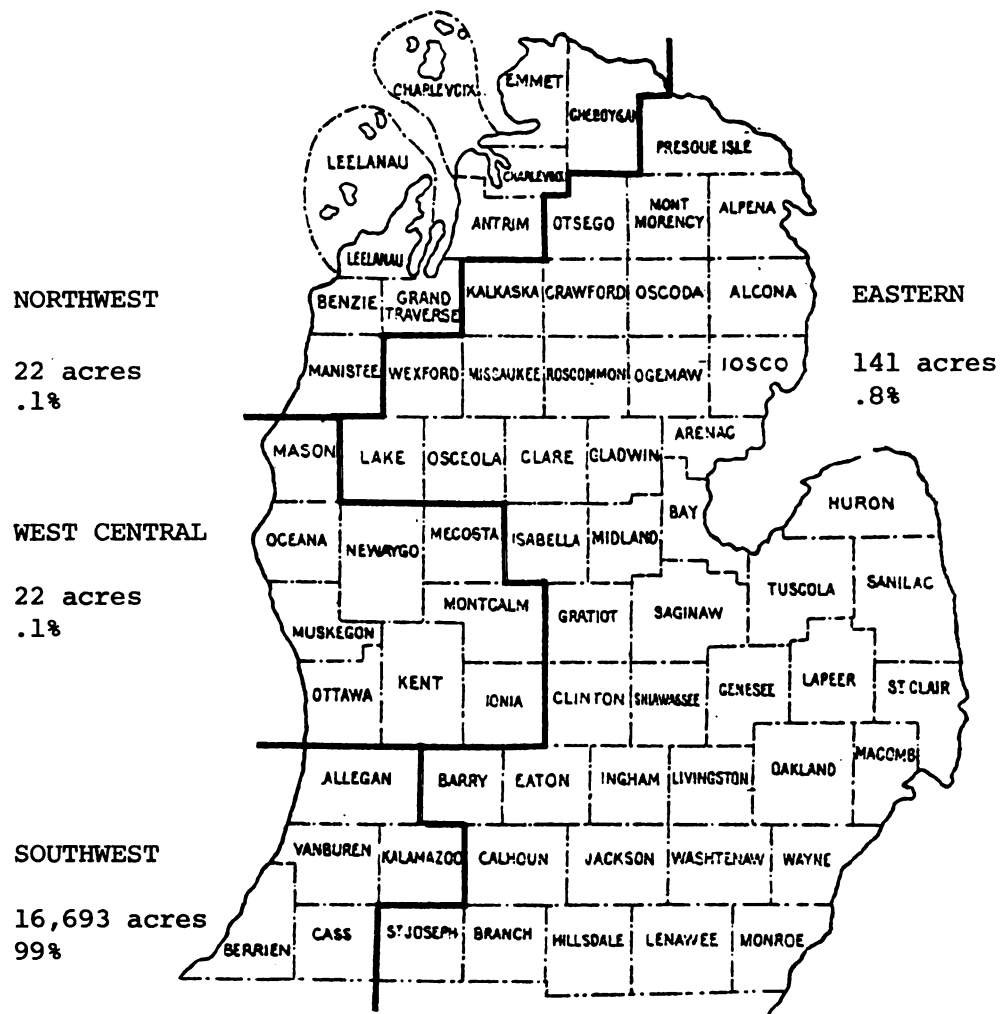 CHARLEVOIX
EMMET
CHEBOYGAN
PRESQUE ISLE
LEELANAU
CHARLEVOIX
ANTRIM
OTSEGO
MONT
MORENCY
ALPENA
LEELANAU
NORTHWEST
22 acres
.1%
BENZIE
GRAND
TRAVERSE
KALKASKA
CRAWFORD
OSCODA
ALCONA
EASTERN
141 acres
.8%
MANISTEE
WEXFORD
MISSAUKEE
ROSCOMMON
OGEMAW
IOSCO
MASON
LAKE
OSCEOLA
CLARE
GLADWIN
ARENAC
WEST CENTRAL
22 acres
.1%
OCEANA
NEWAYGO
MECOSTA
ISABELLA
MIDLAND
BAY
HURON
MUSKEGON
MONTCALM
GRATIOT
SAGINAW
TUSCOLA
SANILAC
OTTAWA
KENT
IONIA
CLINTON
SHIAWASSEE
GENESEE
LAPEER
ST CLAIR
ALLEGAN
BARRY
EATON
INGHAM
LIVINGSTON
OAKLAND
MACOMB
SOUTHWEST
16,693 acres
99%
VANBUREN
KALAMAZOO
CALHOUN
JACKSON
WASHTENAW
WAYNE
BERRIEN
CASS
ST JOSEPH
BRANCH
HILLSDALE
LENAWEE
MONROE